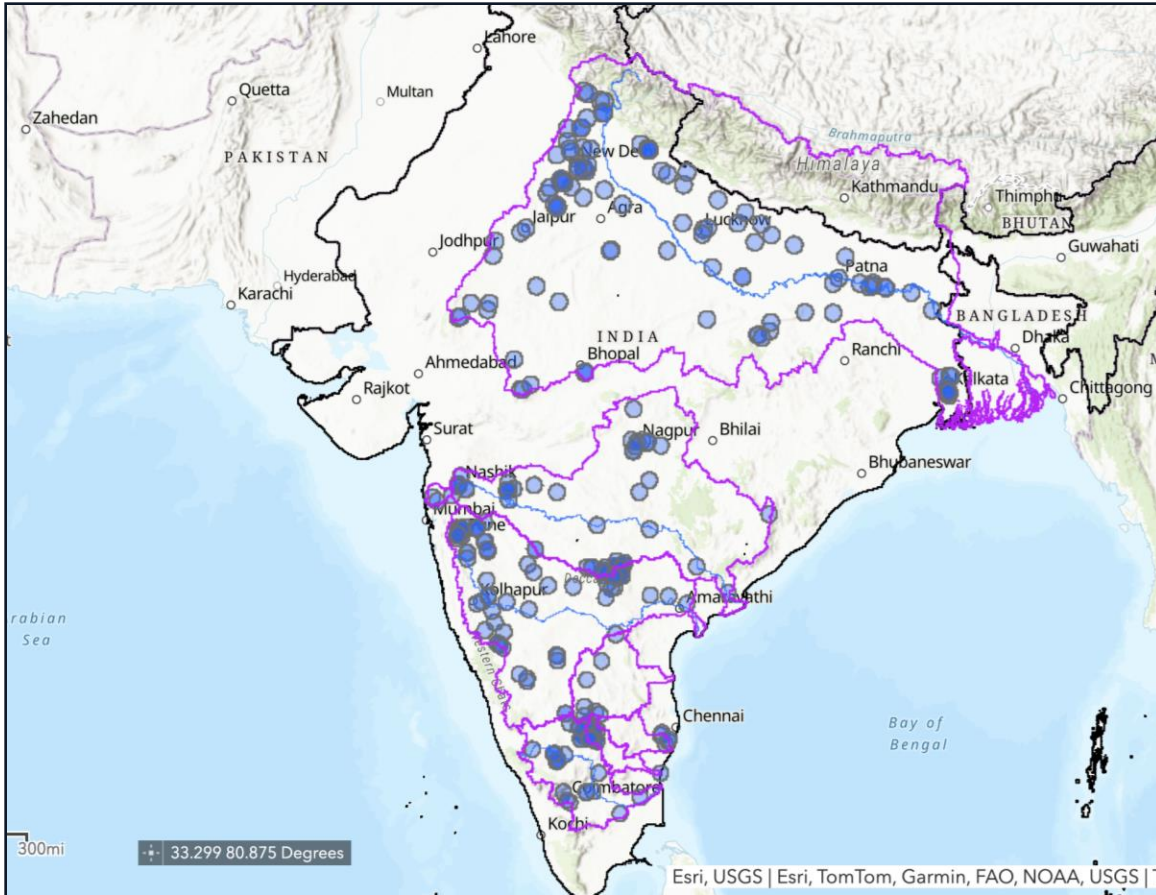 Lahore
Quetta
Multan
Zahedan
PAKISTAN
New De
Brahmaputra
Himalaya
Kathmandu
Thimphu
BHUTAN
Agra
Lucknow
Jaipur
Jodhpur
Guwahati
Hyderabad
Patna
Karachi
BANGLADESH
INDIA
Dhaka
Bhopal
Ranchi
Ahmedabad
Kolkata
Chittagong
Rajkot
Surat
Nagpur
Bhilai
Nashik
Bhubaneswar
Mumbai
Kolhapur
Amaravathi
rabian
Sea
Chennai
Bay of
Bengal
Coimbatore
Kochi
300mi
33.299 80.875 Degrees
Esri, USGS | Esri, TomTom, Garmin, FAO, NOAA, USGS |